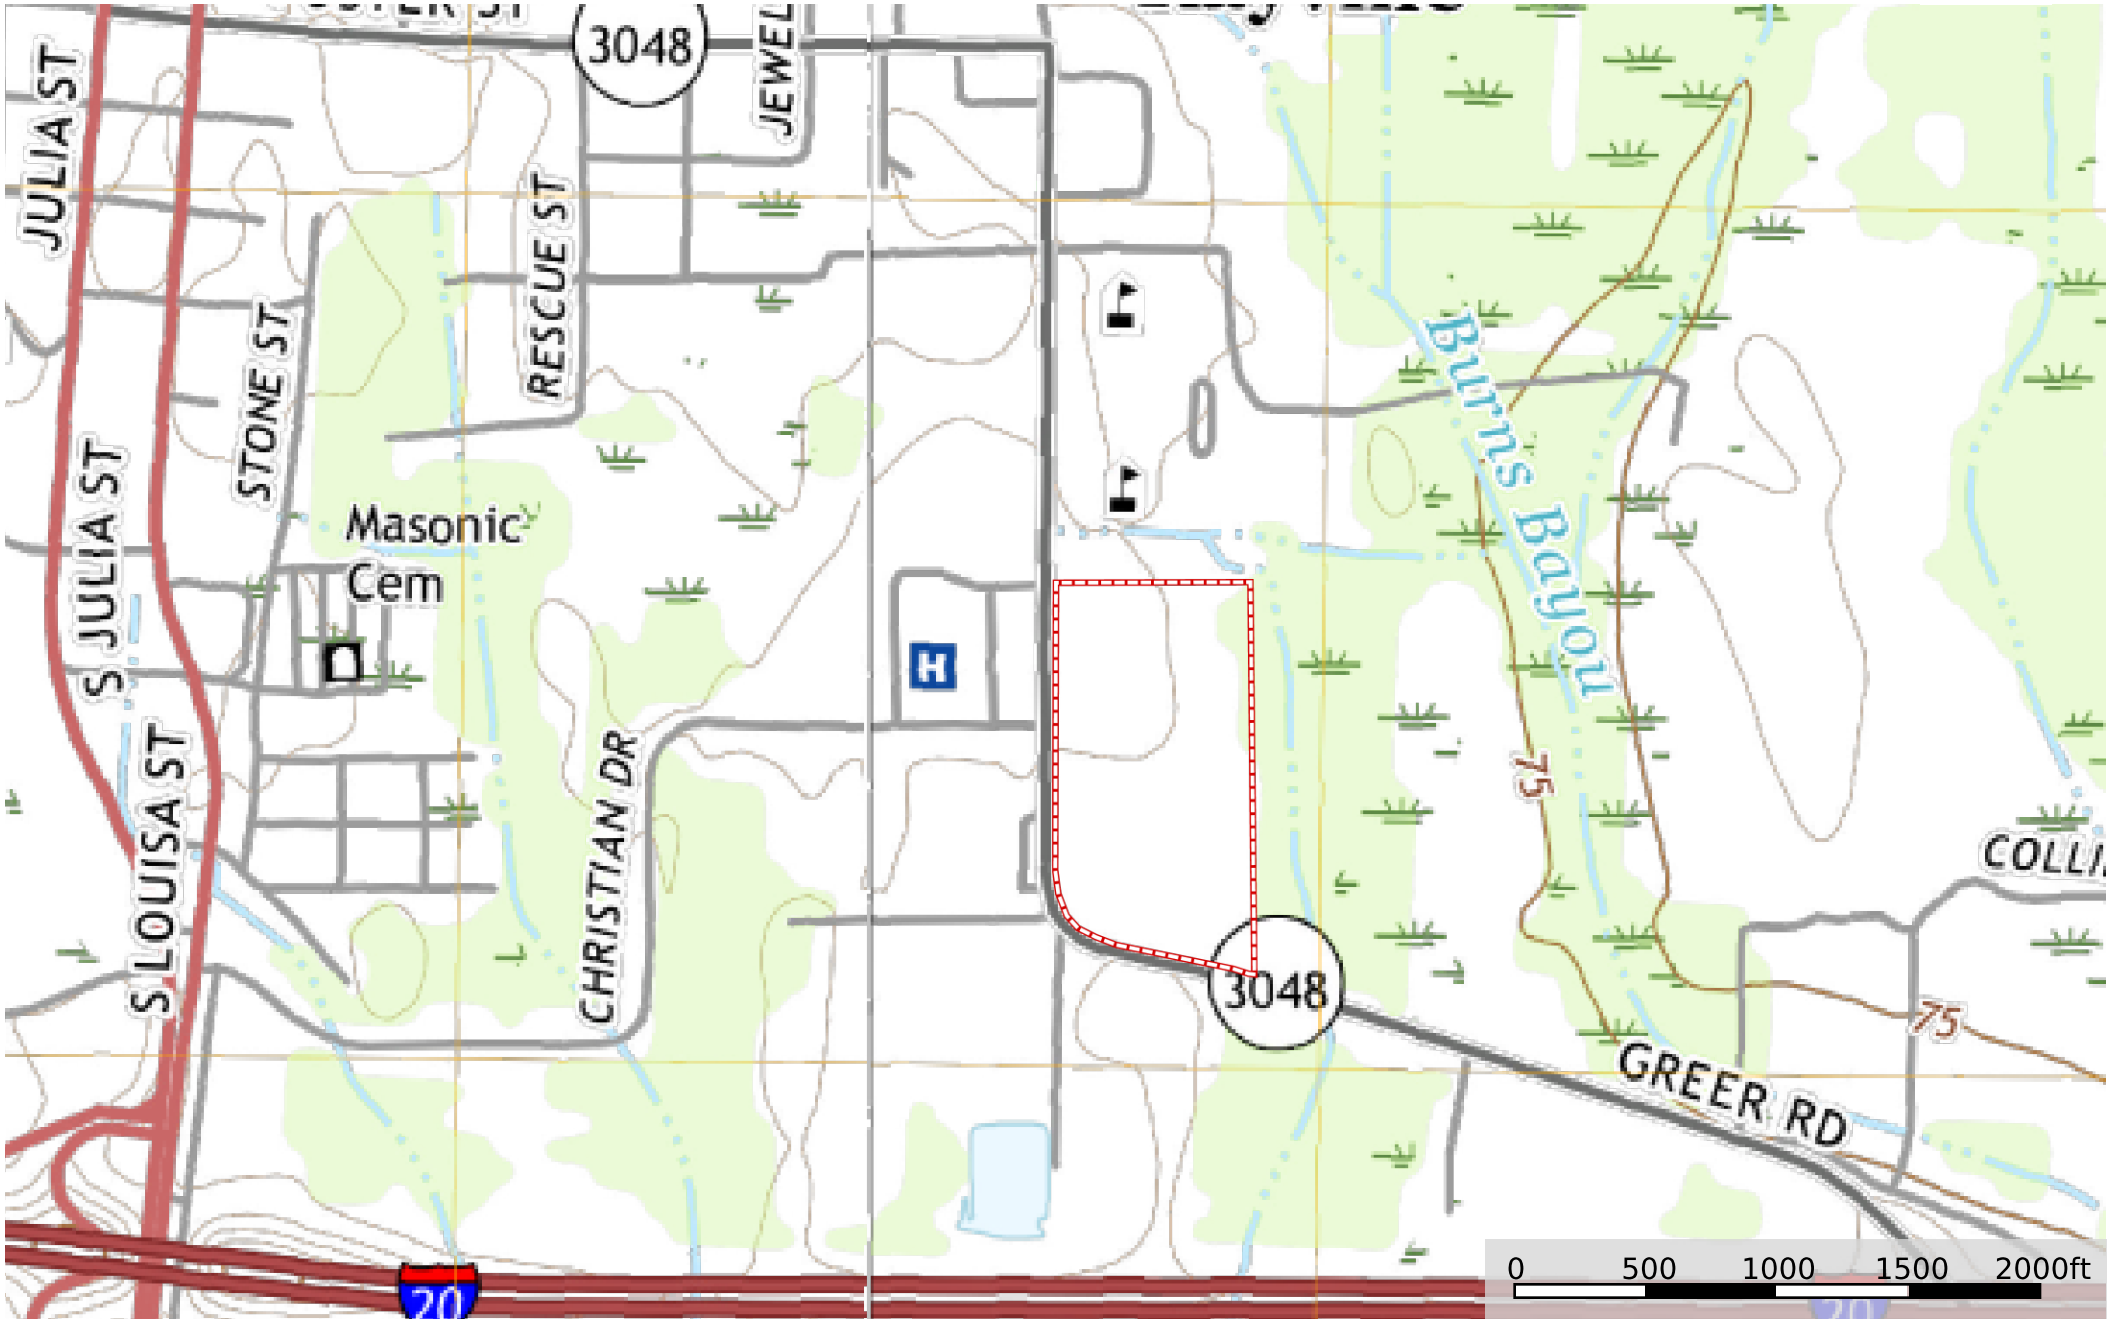 3048
JEWEL
JULIA ST
RESCUE ST
STONE ST
Burns Bayou
S JULIA ST
Masonic
Cem
H
S LOUISA ST
CHRISTIAN DR
75
COLLI
3048
75
GREER RD
0 500 1000 1500 2000ft
20
20